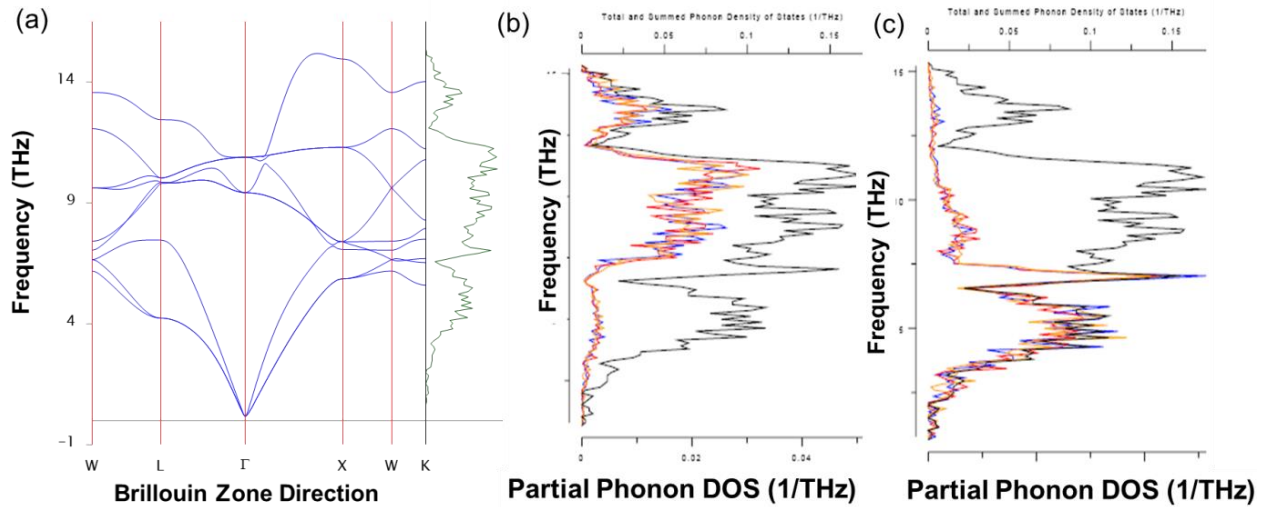 (a)
14
9
4
−1
Frequency (THz)
W L Γ X W K
Brillouin Zone Direction
(b)
Total and Summed Phonon Density of States (1/THz)
0 0.05 0.1 0.15
Frequency (THz)
0 0.02 0.04
Partial Phonon DOS (1/THz)
(c)
Total and Summed Phonon Density of States (1/THz)
0 0.05 0.1 0.15
15
10
5
Frequency (THz)
Partial Phonon DOS (1/THz)